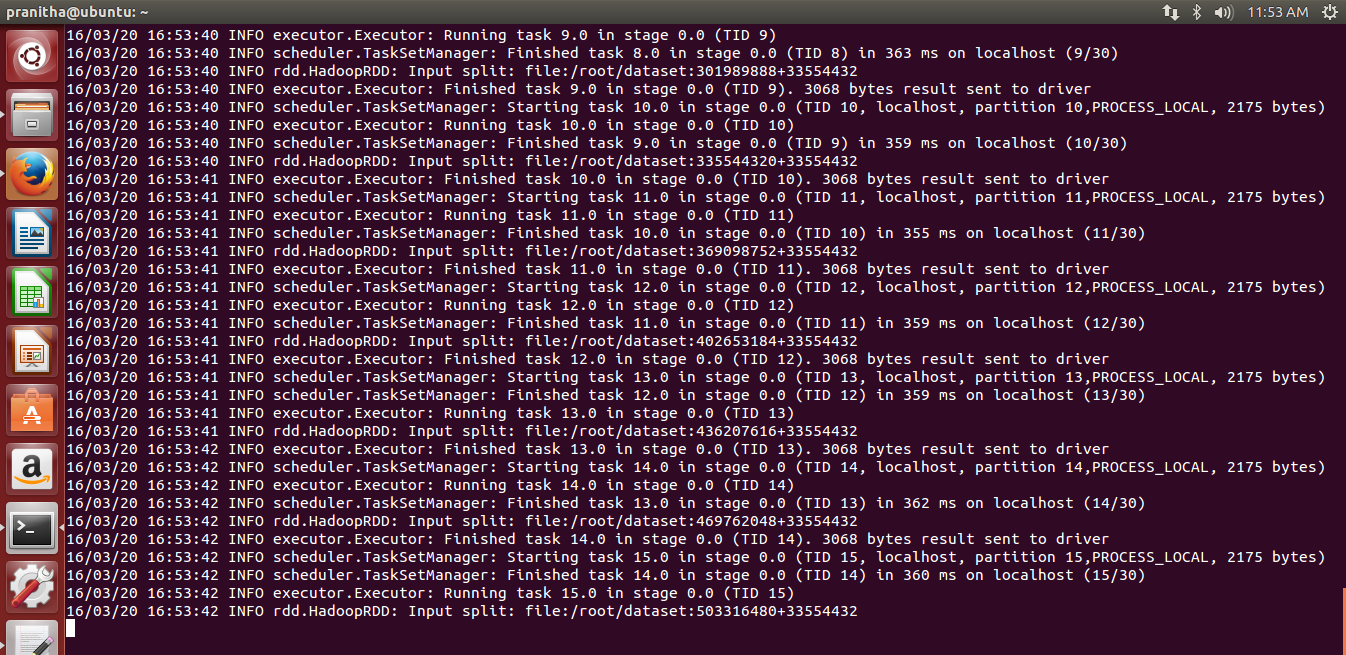 pranitha@ubuntu: ~
11:53 AM
16/03/20 16:53:40 INFO executor.Executor: Running task 9.0 in stage 0.0 (TID 9)
16/03/20 16:53:40 INFO scheduler.TaskSetManager: Finished task 8.0 in stage 0.0 (TID 8) in 363 ms on localhost (9/30)
16/03/20 16:53:40 INFO rdd.HadoopRDD: Input split: file:/root/dataset:301989888+33554432
16/03/20 16:53:40 INFO executor.Executor: Finished task 9.0 in stage 0.0 (TID 9). 3068 bytes result sent to driver
16/03/20 16:53:40 INFO scheduler.TaskSetManager: Starting task 10.0 in stage 0.0 (TID 10, localhost, partition 10,PROCESS_LOCAL, 2175 bytes)
16/03/20 16:53:40 INFO executor.Executor: Running task 10.0 in stage 0.0 (TID 10)
16/03/20 16:53:40 INFO scheduler.TaskSetManager: Finished task 9.0 in stage 0.0 (TID 9) in 359 ms on localhost (10/30)
16/03/20 16:53:40 INFO rdd.HadoopRDD: Input split: file:/root/dataset:335544320+33554432
16/03/20 16:53:41 INFO executor.Executor: Finished task 10.0 in stage 0.0 (TID 10). 3068 bytes result sent to driver
16/03/20 16:53:41 INFO scheduler.TaskSetManager: Starting task 11.0 in stage 0.0 (TID 11, localhost, partition 11,PROCESS_LOCAL, 2175 bytes)
16/03/20 16:53:41 INFO executor.Executor: Running task 11.0 in stage 0.0 (TID 11)
16/03/20 16:53:41 INFO scheduler.TaskSetManager: Finished task 10.0 in stage 0.0 (TID 10) in 355 ms on localhost (11/30)
16/03/20 16:53:41 INFO rdd.HadoopRDD: Input split: file:/root/dataset:369098752+33554432
16/03/20 16:53:41 INFO executor.Executor: Finished task 11.0 in stage 0.0 (TID 11). 3068 bytes result sent to driver
16/03/20 16:53:41 INFO scheduler.TaskSetManager: Starting task 12.0 in stage 0.0 (TID 12, localhost, partition 12,PROCESS_LOCAL, 2175 bytes)
16/03/20 16:53:41 INFO executor.Executor: Running task 12.0 in stage 0.0 (TID 12)
16/03/20 16:53:41 INFO scheduler.TaskSetManager: Finished task 11.0 in stage 0.0 (TID 11) in 359 ms on localhost (12/30)
16/03/20 16:53:41 INFO rdd.HadoopRDD: Input split: file:/root/dataset:402653184+33554432
16/03/20 16:53:41 INFO executor.Executor: Finished task 12.0 in stage 0.0 (TID 12). 3068 bytes result sent to driver
16/03/20 16:53:41 INFO scheduler.TaskSetManager: Starting task 13.0 in stage 0.0 (TID 13, localhost, partition 13,PROCESS_LOCAL, 2175 bytes)
16/03/20 16:53:41 INFO scheduler.TaskSetManager: Finished task 12.0 in stage 0.0 (TID 12) in 359 ms on localhost (13/30)
16/03/20 16:53:41 INFO executor.Executor: Running task 13.0 in stage 0.0 (TID 13)
16/03/20 16:53:41 INFO rdd.HadoopRDD: Input split: file:/root/dataset:436207616+33554432
16/03/20 16:53:42 INFO executor.Executor: Finished task 13.0 in stage 0.0 (TID 13). 3068 bytes result sent to driver
16/03/20 16:53:42 INFO scheduler.TaskSetManager: Starting task 14.0 in stage 0.0 (TID 14, localhost, partition 14,PROCESS_LOCAL, 2175 bytes)
16/03/20 16:53:42 INFO executor.Executor: Running task 14.0 in stage 0.0 (TID 14)
16/03/20 16:53:42 INFO scheduler.TaskSetManager: Finished task 13.0 in stage 0.0 (TID 13) in 362 ms on localhost (14/30)
16/03/20 16:53:42 INFO rdd.HadoopRDD: Input split: file:/root/dataset:469762048+33554432
16/03/20 16:53:42 INFO executor.Executor: Finished task 14.0 in stage 0.0 (TID 14). 3068 bytes result sent to driver
16/03/20 16:53:42 INFO scheduler.TaskSetManager: Starting task 15.0 in stage 0.0 (TID 15, localhost, partition 15,PROCESS_LOCAL, 2175 bytes)
16/03/20 16:53:42 INFO scheduler.TaskSetManager: Finished task 14.0 in stage 0.0 (TID 14) in 360 ms on localhost (15/30)
16/03/20 16:53:42 INFO executor.Executor: Running task 15.0 in stage 0.0 (TID 15)
16/03/20 16:53:42 INFO rdd.HadoopRDD: Input split: file:/root/dataset:503316480+33554432